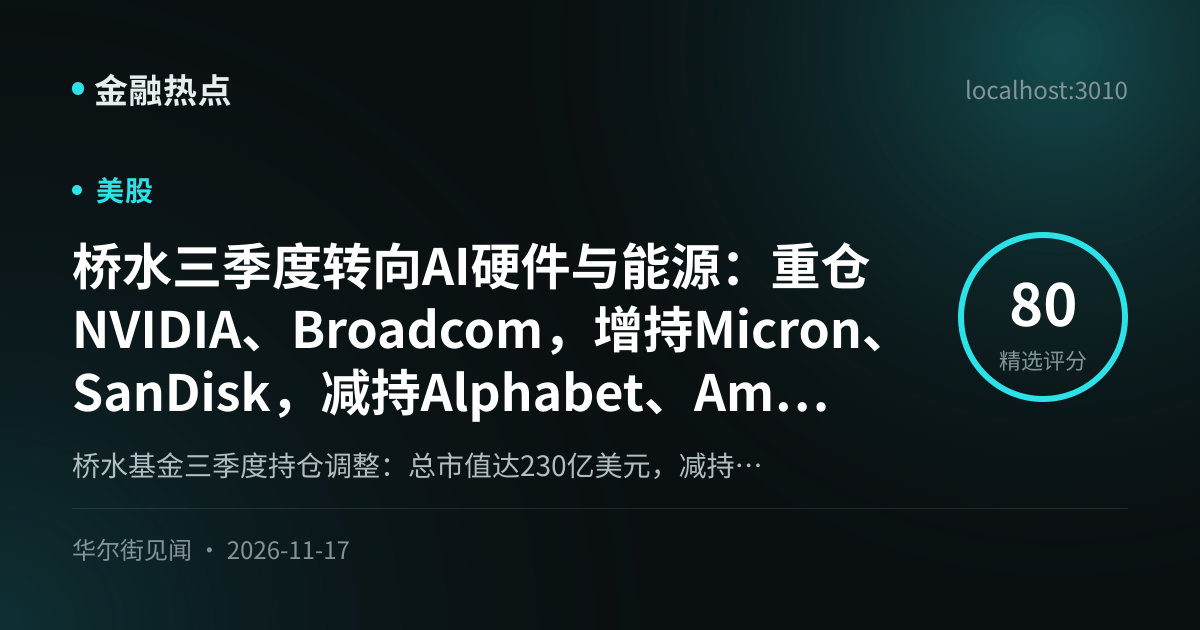 金融热点
localhost:3010
美股
桥水三季度转向AI硬件与能源：重仓
NVIDIA、Broadcom，增持Micron、
SanDisk，减持Alphabet、Am…
80
精选评分
桥水基金三季度持仓调整：总市值达230亿美元，减持…
华尔街见闻 · 2026-11-17